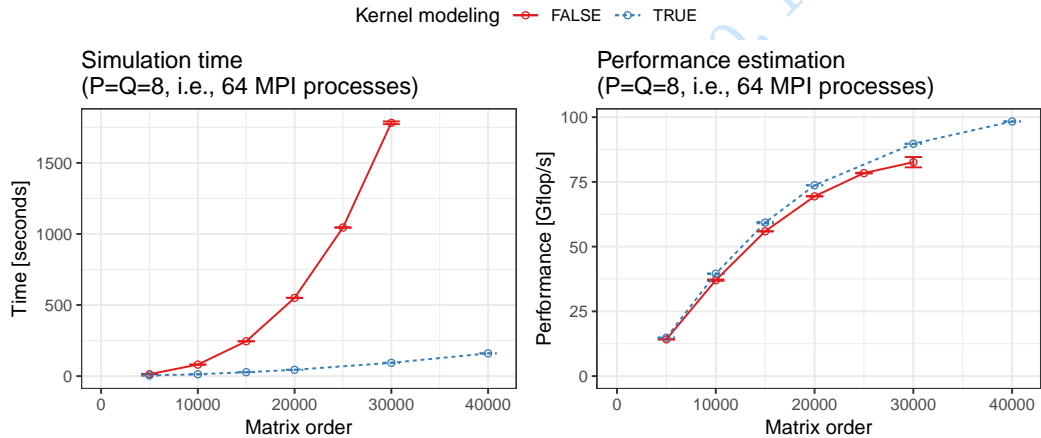 Kernel modeling FALSE TRUE
Simulation time
(P=Q=8, i.e., 64 MPI processes)
Time [seconds]
1500
1000
500
0
0 10000 20000 30000 40000
Matrix order
Performance estimation
(P=Q=8, i.e., 64 MPI processes)
Performance [Gflop/s]
100
75
50
25
0
0 10000 20000 30000 40000
Matrix order